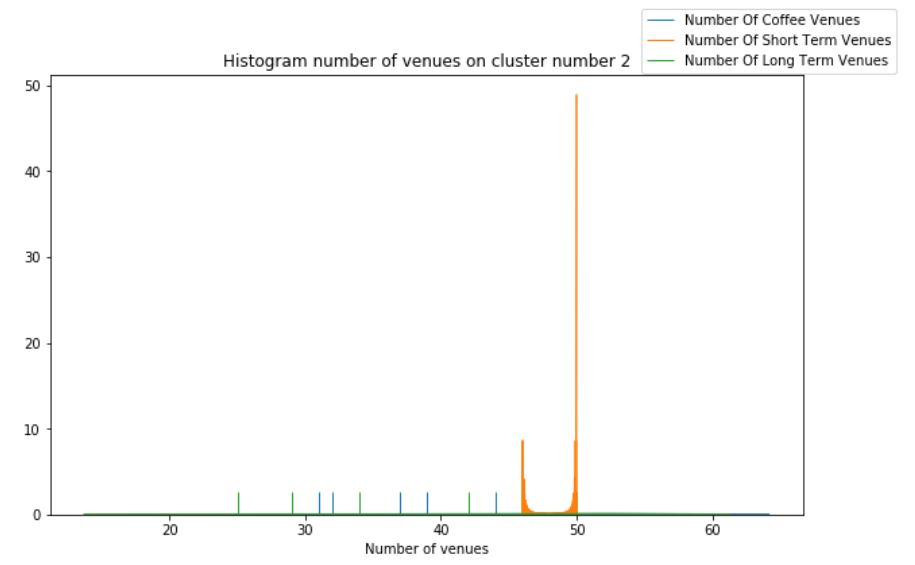 Number Of Coffee Venues
Number Of Short Term Venues
Number Of Long Term Venues
Histogram number of venues on cluster number 2
50
40
30
20
10
0
20 30 40 50 60
Number of venues